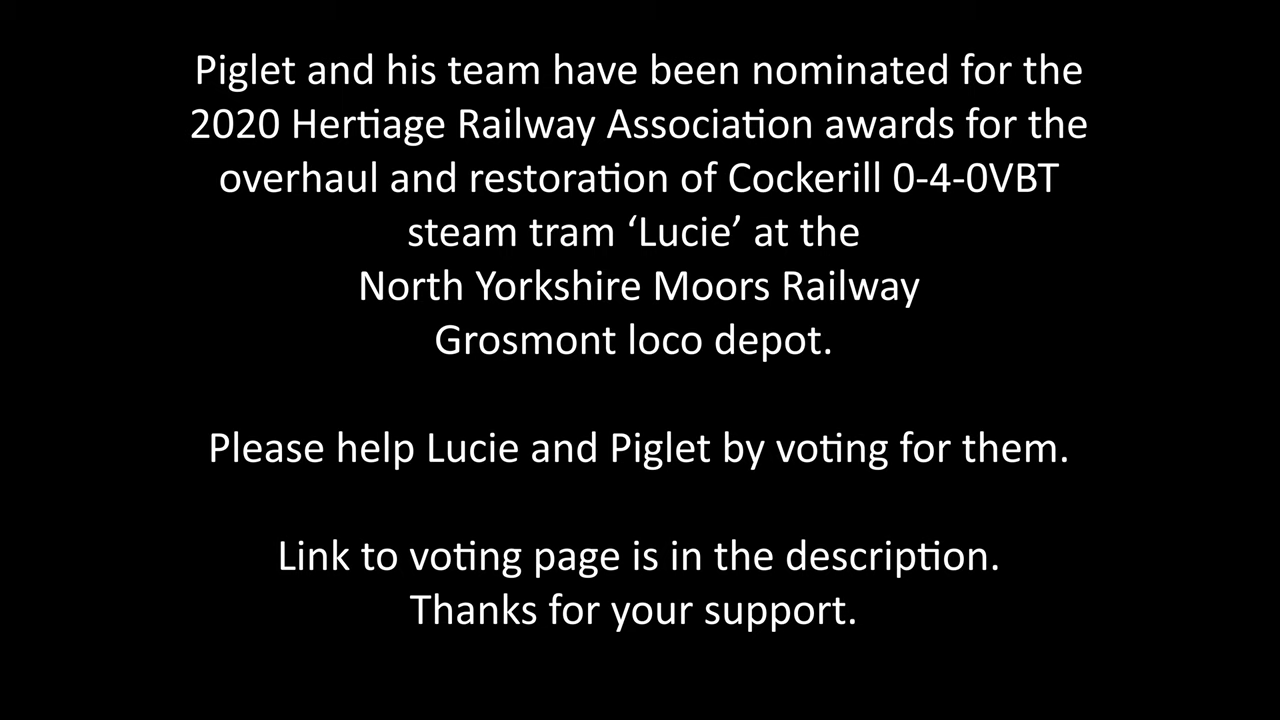 Piglet and his team have been nominated for the
2020 Hertiage Railway Association awards for the
overhaul and restoration of Cockerill 0-4-0VBT
steam tram ‘Lucie’ at the
North Yorkshire Moors Railway
Grosmont loco depot.
Please help Lucie and Piglet by voting for them.
Link to voting page is in the description.
Thanks for your support.